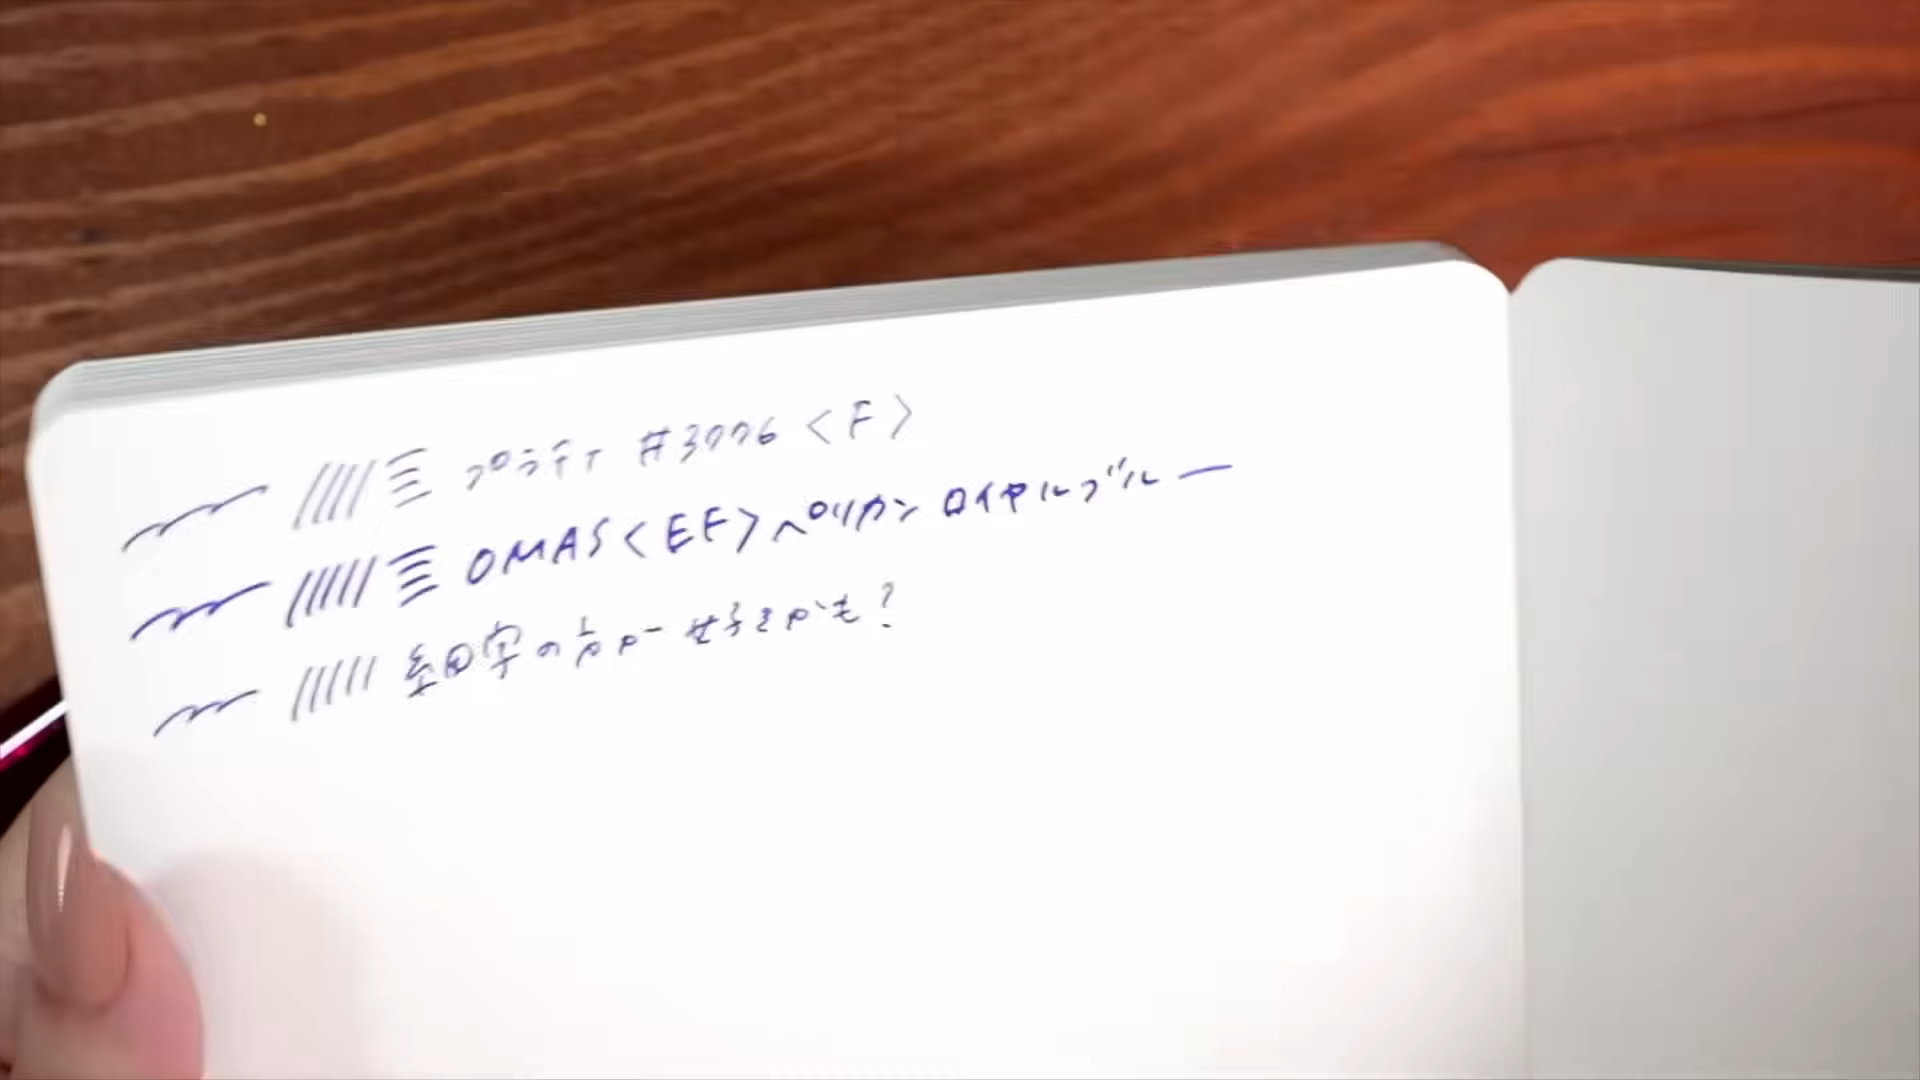 プラチナ #3776 <F>
OMAS <EF> ペリカン ロイヤルブルー
細字の方が好きかも?